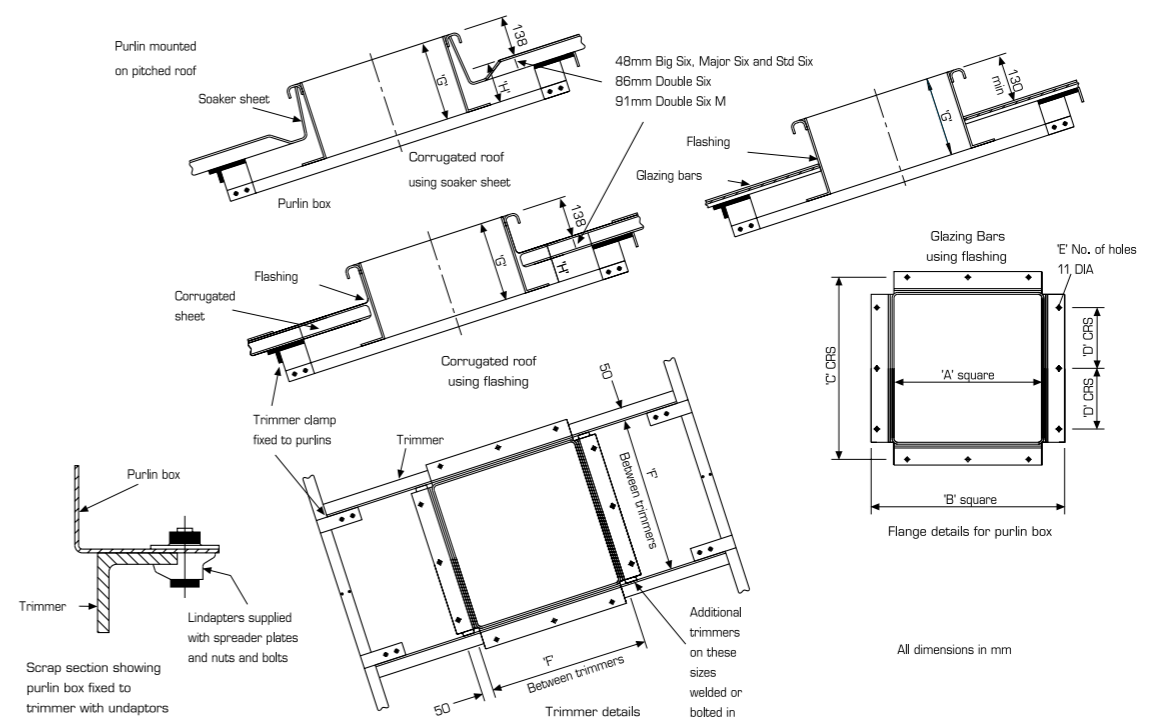 Purlin mounted
on pitched roof
Soaker sheet
138
'G'
'H'
Corrugated roof
using soaker sheet
Purlin box
48mm Big Six, Major Six and Std Six
86mm Double Six
91mm Double Six M
130
min
'G'
Flashing
Glazing bars
Glazing Bars
using flashing
138
'G'
'H'
Flashing
Corrugated
sheet
Corrugated roof
using flashing
'E' No. of holes
11 DIA
'C' CRS
'A' square
'D' CRS
'D' CRS
'B' square
Flange details for purlin box
Trimmer clamp
fixed to purlins
Trimmer
50
'F'
Between trimmers
'F'
Between trimmers
50
Trimmer details
Additional
trimmers
on these
sizes
welded or
bolted in
Purlin box
Trimmer
Lindapters supplied
with spreader plates
and nuts and bolts
Scrap section showing
purlin box fixed to
trimmer with undaptors
All dimensions in mm